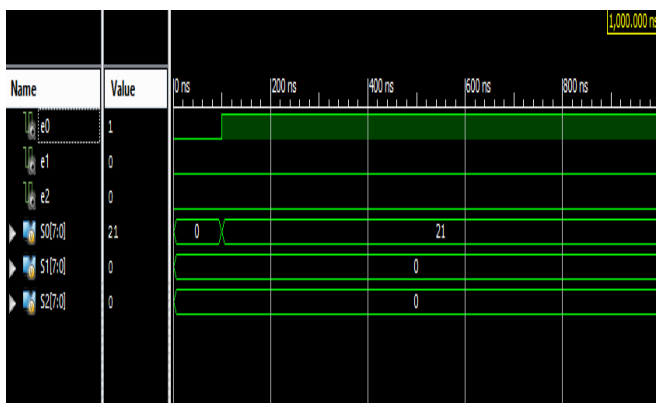 1,000.000 ns
Name Value 0 ns 200 ns 400 ns 600 ns 800 ns
e0 1
e1 0
e2 0
S0[7:0] 21 0 21
S1[7:0] 0 0
S2[7:0] 0 0